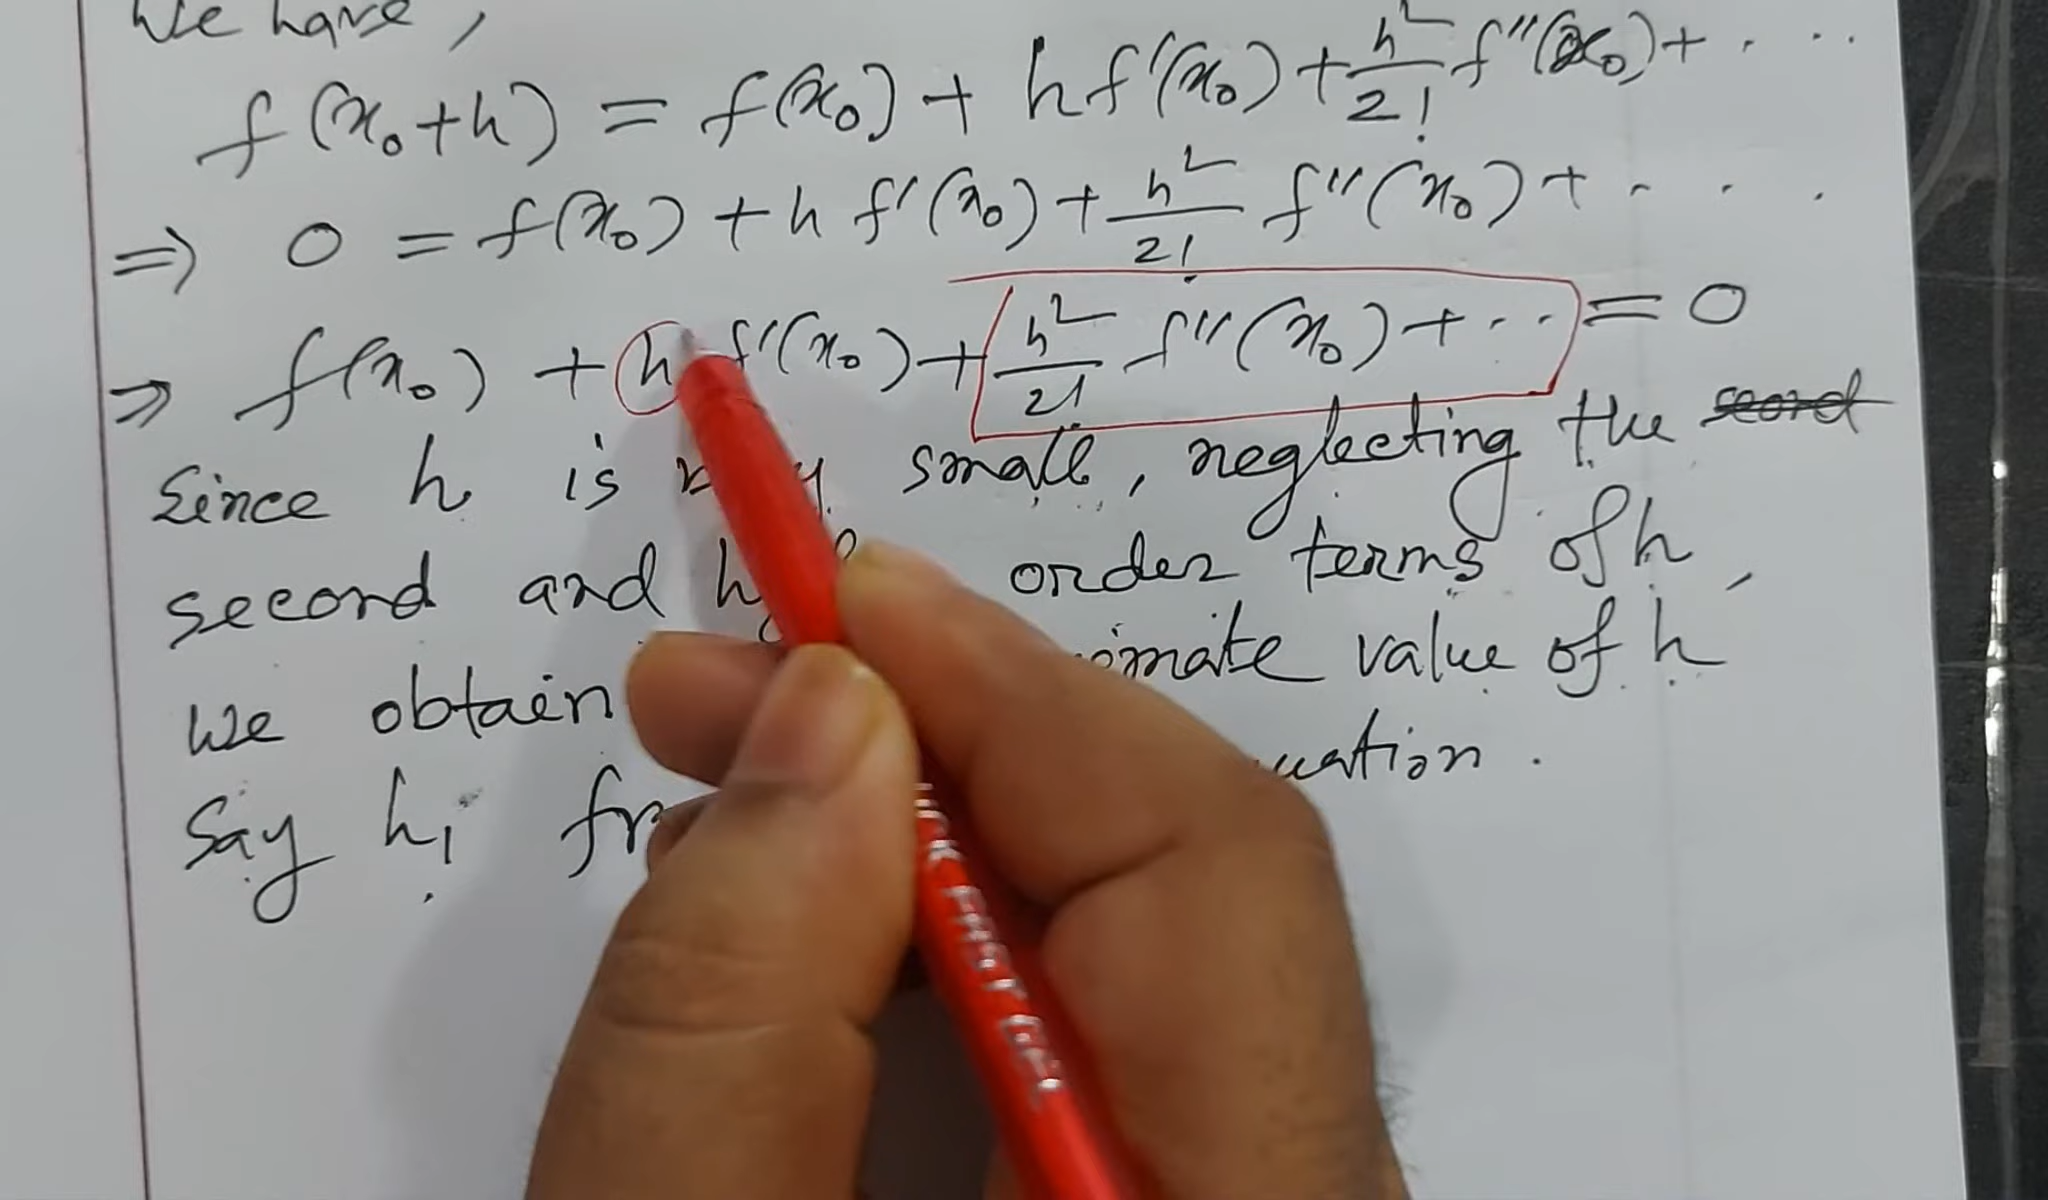 We have,
f(x₀+h) = f(x₀) + hf'(x₀) + h²/2! f''(x₀) + . . . .
⇒ 0 = f(x₀) + h f'(x₀) + h²/2! f''(x₀) + . . .
⇒ f(x₀) + h f'(x₀) + h²/2! f''(x₀) + . . = 0
Since h is small, neglecting the
second and order terms of h,
we obtain value of h
Say h₁